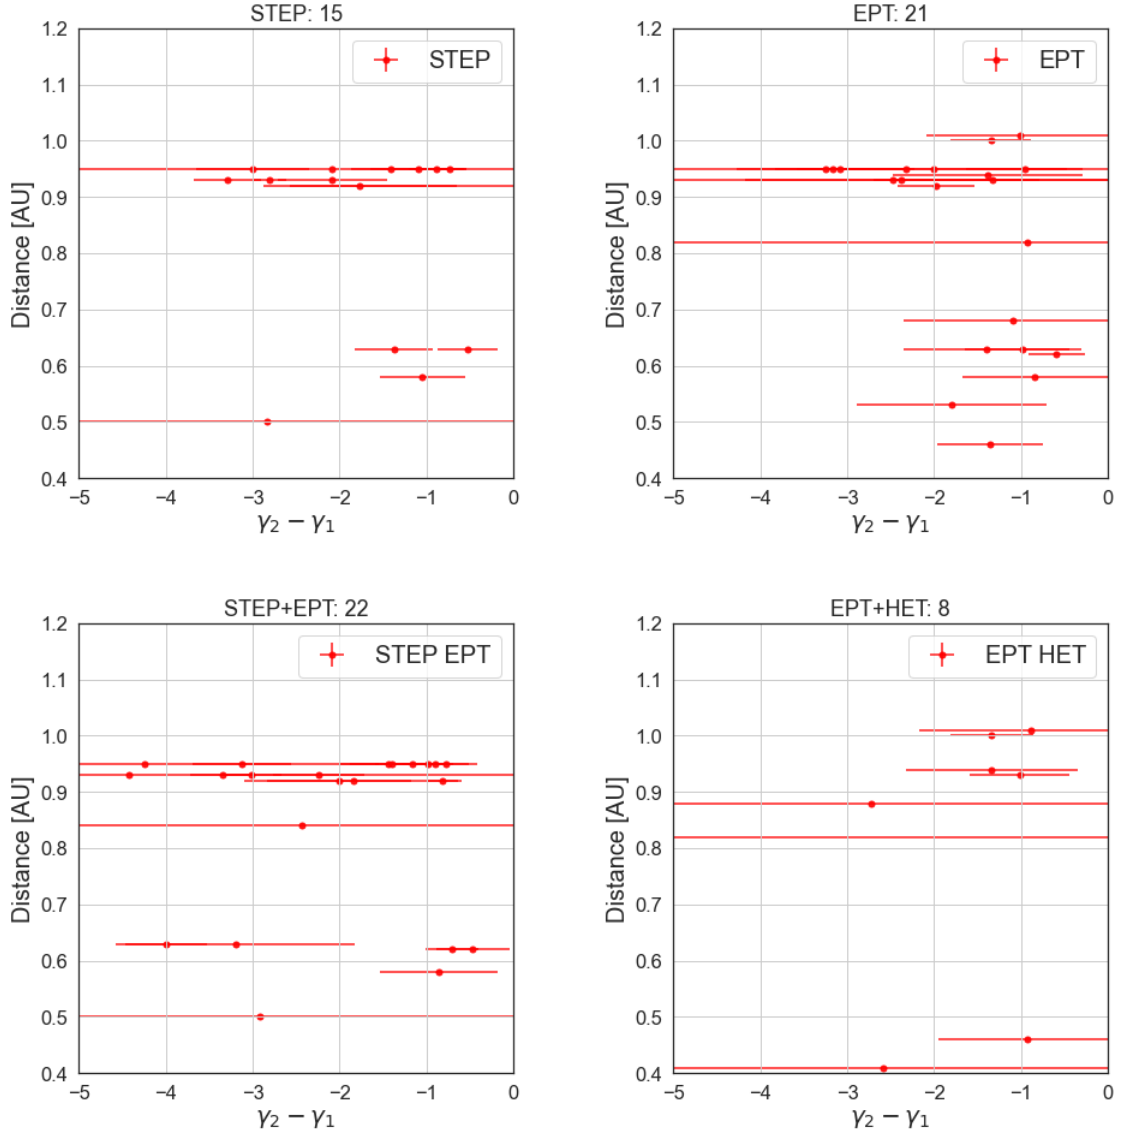 STEP: 15
STEP
Distance [AU]
1.2
1.1
1.0
0.9
0.8
0.7
0.6
0.5
0.4
−5 −4 −3 −2 −1 0
γ₂ − γ₁
EPT: 21
EPT
Distance [AU]
1.2
1.1
1.0
0.9
0.8
0.7
0.6
0.5
0.4
−5 −4 −3 −2 −1 0
γ₂ − γ₁
STEP+EPT: 22
STEP EPT
Distance [AU]
1.2
1.1
1.0
0.9
0.8
0.7
0.6
0.5
0.4
−5 −4 −3 −2 −1 0
γ₂ − γ₁
EPT+HET: 8
EPT HET
Distance [AU]
1.2
1.1
1.0
0.9
0.8
0.7
0.6
0.5
0.4
−5 −4 −3 −2 −1 0
γ₂ − γ₁